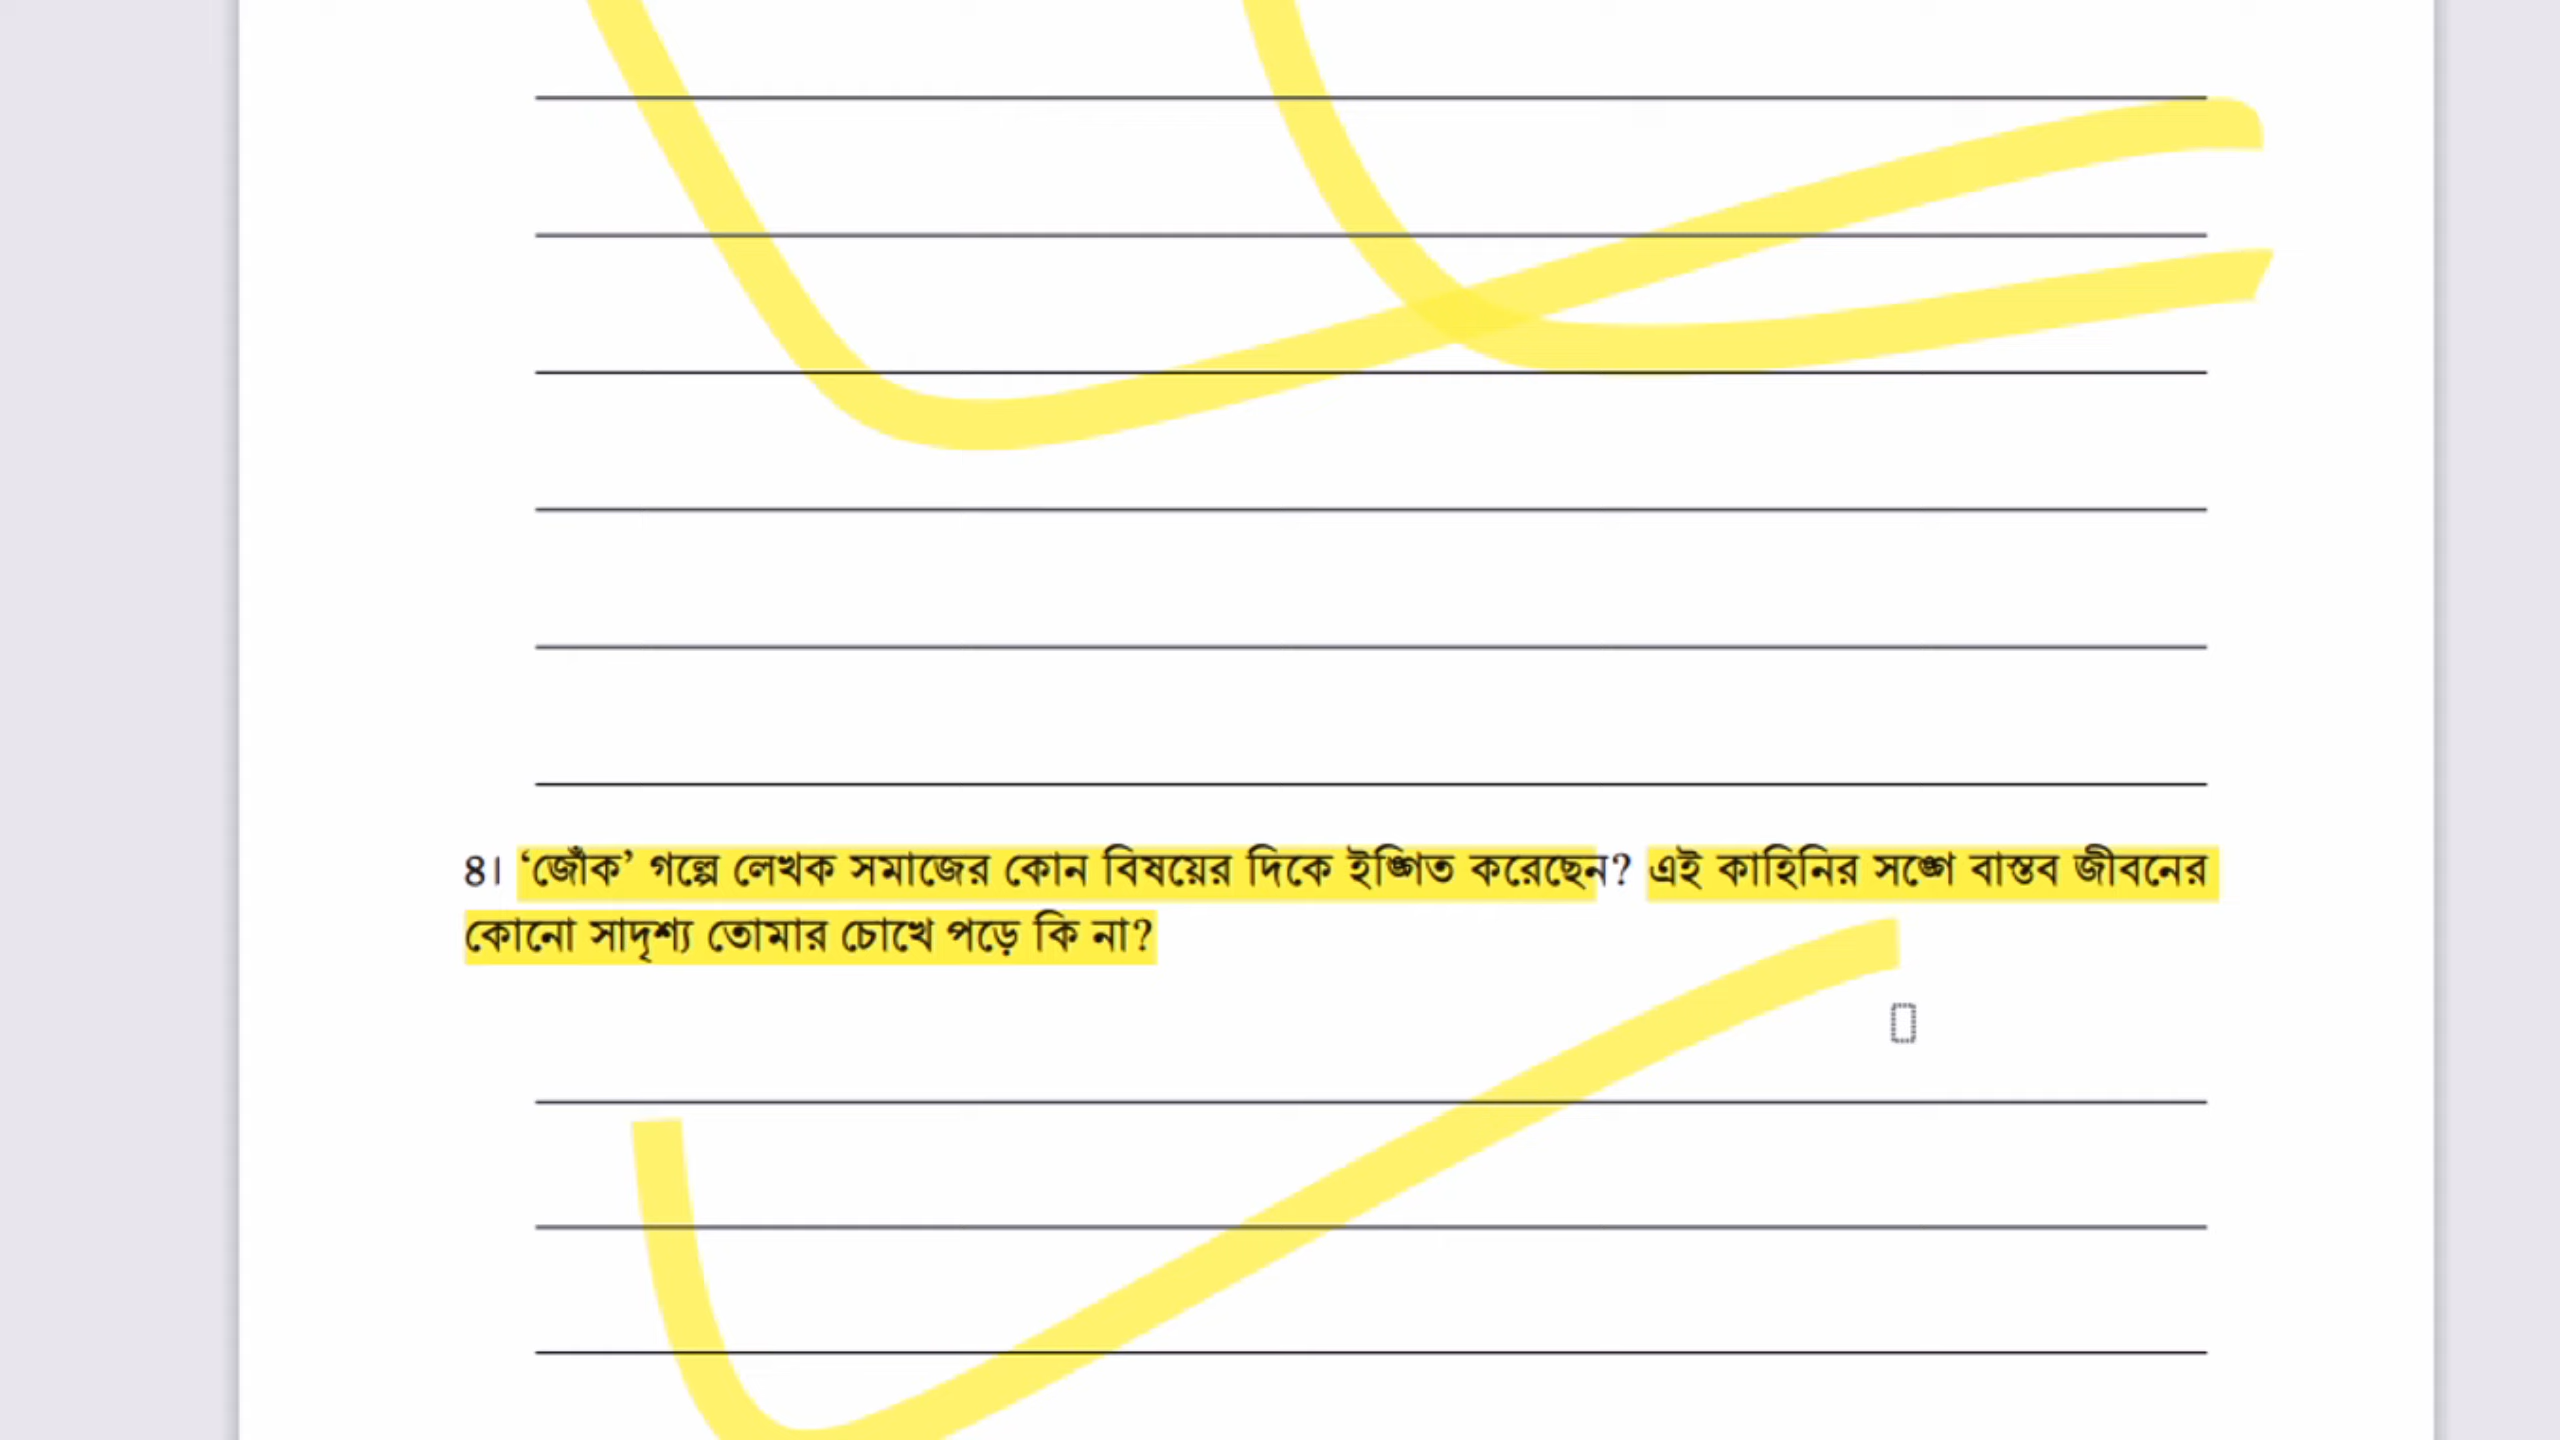 ৪। ‘জোঁক’ গল্পে লেখক সমাজের কোন বিষয়ের দিকে ইঙ্গিত করেছেন? এই কাহিনির সঙ্গে বাস্তব জীবনের
কোনো সাদৃশ্য তোমার চোখে পড়ে কি না?